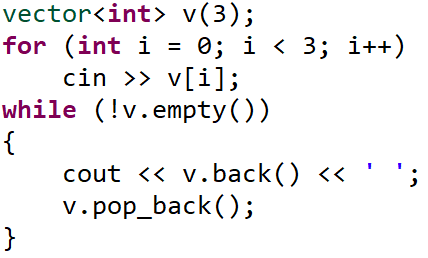 vector<int> v(3);
for (int i = 0; i < 3; i++)
    cin >> v[i];
while (!v.empty())
{
    cout << v.back() << ' ';
    v.pop_back();
}